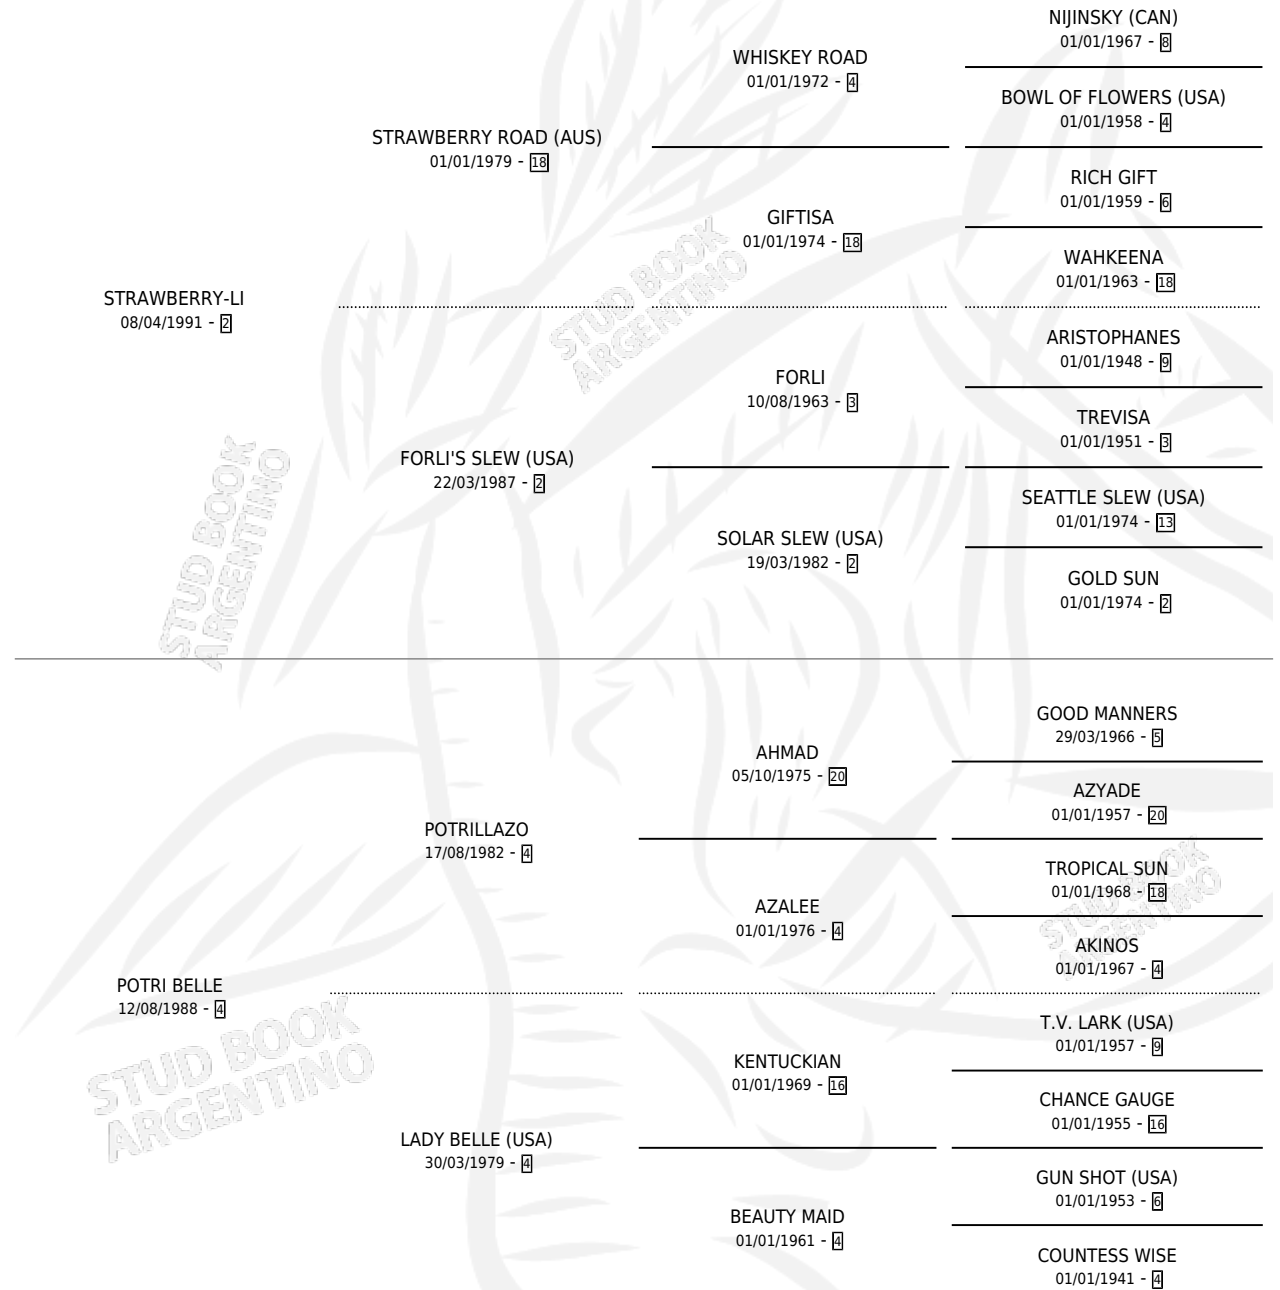 NIJINSKY (CAN)
01/01/1967 - 8
WHISKEY ROAD
01/01/1972 - 4
BOWL OF FLOWERS (USA)
01/01/1958 - 4
STRAWBERRY ROAD (AUS)
01/01/1979 - 18
RICH GIFT
01/01/1959 - 6
GIFTISA
01/01/1974 - 18
WAHKEENA
01/01/1963 - 18
STRAWBERRY-LI
08/04/1991 - 2
ARISTOPHANES
01/01/1948 - 9
FORLI
10/08/1963 - 3
TREVISA
01/01/1951 - 3
FORLI'S SLEW (USA)
22/03/1987 - 2
SEATTLE SLEW (USA)
01/01/1974 - 13
SOLAR SLEW (USA)
19/03/1982 - 2
GOLD SUN
01/01/1974 - 2
GOOD MANNERS
29/03/1966 - 5
AHMAD
05/10/1975 - 20
AZYADE
01/01/1957 - 20
POTRILLAZO
17/08/1982 - 4
TROPICAL SUN
01/01/1968 - 18
AZALEE
01/01/1976 - 4
AKINOS
01/01/1967 - 4
POTRI BELLE
12/08/1988 - 4
T.V. LARK (USA)
01/01/1957 - 9
KENTUCKIAN
01/01/1969 - 16
CHANCE GAUGE
01/01/1955 - 16
LADY BELLE (USA)
30/03/1979 - 4
GUN SHOT (USA)
01/01/1953 - 6
BEAUTY MAID
01/01/1961 - 4
COUNTESS WISE
01/01/1941 - 4
STUD BOOK
ARGENTINO
STUD BOOK
ARGENTINO
STUD BOOK
ARGENTINO
STUD BOOK
ARGENTINO